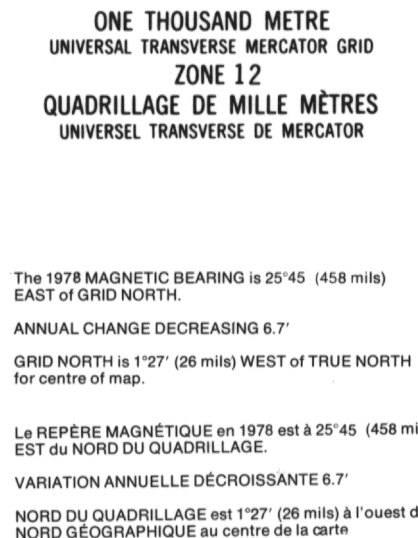 ONE THOUSAND METRE
UNIVERSAL TRANSVERSE MERCATOR GRID
ZONE 12
QUADRILLAGE DE MILLE MÈTRES
UNIVERSEL TRANSVERSE DE MERCATOR
The 1978 MAGNETIC BEARING is 25°45 (458 mils)
EAST of GRID NORTH.
ANNUAL CHANGE DECREASING 6.7′
GRID NORTH is 1°27′ (26 mils) WEST of TRUE NORTH
for centre of map.
Le REPÈRE MAGNÉTIQUE en 1978 est à 25°45 (458 mi
EST du NORD DU QUADRILLAGE.
VARIATION ANNUELLE DÉCROISSANTE 6.7′
NORD DU QUADRILLAGE est 1°27′ (26 mils) à l'ouest d
NORD GÉOGRAPHIQUE au centre de la carte